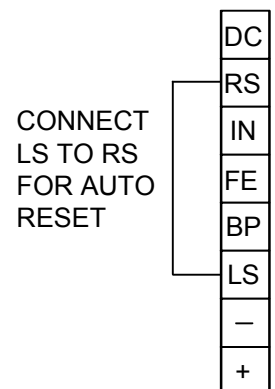 DC
RS
CONNECT
LS TO RS
FOR AUTO
RESET
IN
FE
BP
LS
–
+